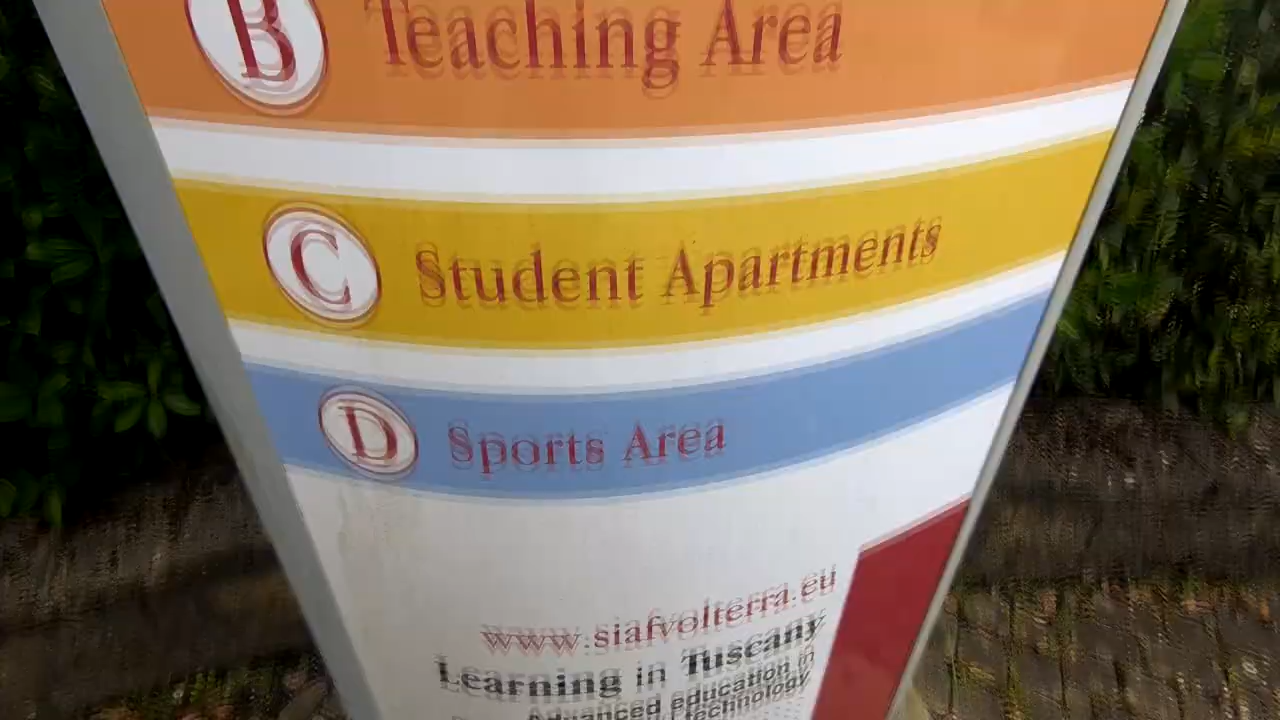 B Teaching Area
C Student Apartments
D Sports Area
www.siafvolterra.eu
Learning in Tuscany
Advanced education in
technology